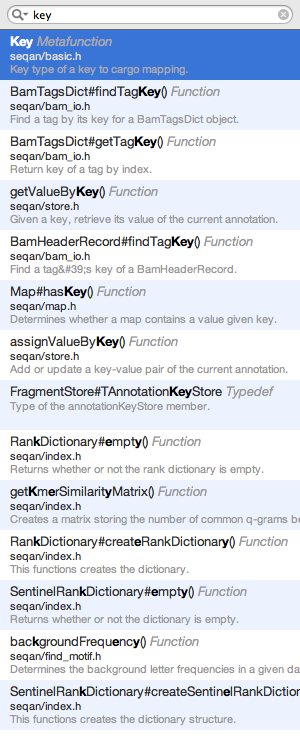 key
Key Metafunction
seqan/basic.h
Key type of a key to cargo mapping.
BamTagsDict#findTagKey() Function
seqan/bam_io.h
Find a tag by its key for a BamTagsDict object.
BamTagsDict#getTagKey() Function
seqan/bam_io.h
Return key of a tag by index.
getValueByKey() Function
seqan/store.h
Given a key, retrieve its value of the current annotation.
BamHeaderRecord#findTagKey() Function
seqan/bam_io.h
Find a tag&#39;s key of a BamHeaderRecord.
Map#hasKey() Function
seqan/map.h
Determines whether a map contains a value given key.
assignValueByKey() Function
seqan/store.h
Add or update a key-value pair of the current annotation.
FragmentStore#TAnnotationKeyStore Typedef
Type of the annotationKeyStore member.
RankDictionary#empty() Function
seqan/index.h
Returns whether or not the rank dictionary is empty.
getKmerSimilarityMatrix() Function
seqan/index.h
Creates a matrix storing the number of common q-grams be
RankDictionary#createRankDictionary() Function
seqan/index.h
This functions creates the dictionary.
SentinelRankDictionary#empty() Function
seqan/index.h
Returns whether or not the dictionary is empty.
backgroundFrequency() Function
seqan/find_motif.h
Determines the background letter frequencies in a given da
SentinelRankDictionary#createSentinelRankDiction
seqan/index.h
This functions creates the dictionary structure.